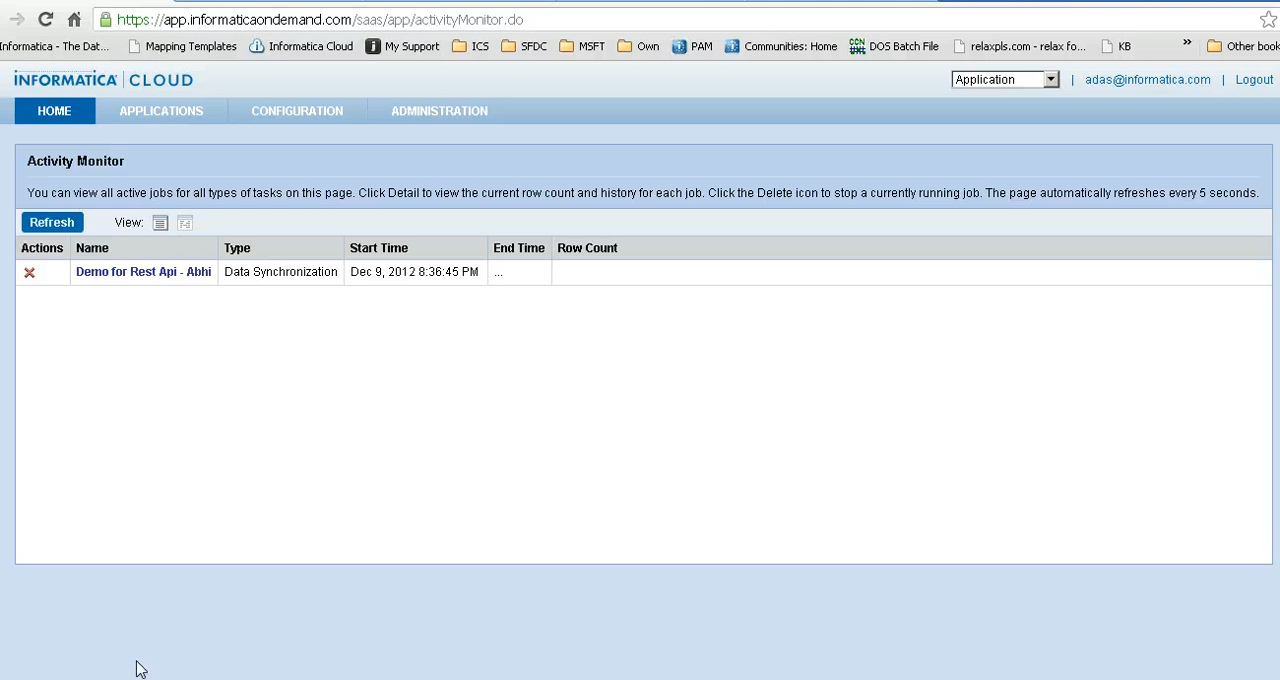 https://app.informaticaondemand.com/saas/app/activityMonitor.do
Informatica - The Dat... Mapping Templates Informatica Cloud My Support ICS SFDC MSFT Own PAM Communities: Home DOS Batch File relaxpls.com - relax fo... KB » Other book
INFORMATICA | CLOUD
Application | adas@informatica.com | Logout
HOME APPLICATIONS CONFIGURATION ADMINISTRATION
Activity Monitor
You can view all active jobs for all types of tasks on this page. Click Detail to view the current row count and history for each job. Click the Delete icon to stop a currently running job. The page automatically refreshes every 5 seconds.
Refresh View:
Actions Name Type Start Time End Time Row Count
Demo for Rest Api - Abhi Data Synchronization Dec 9, 2012 8:36:45 PM ...